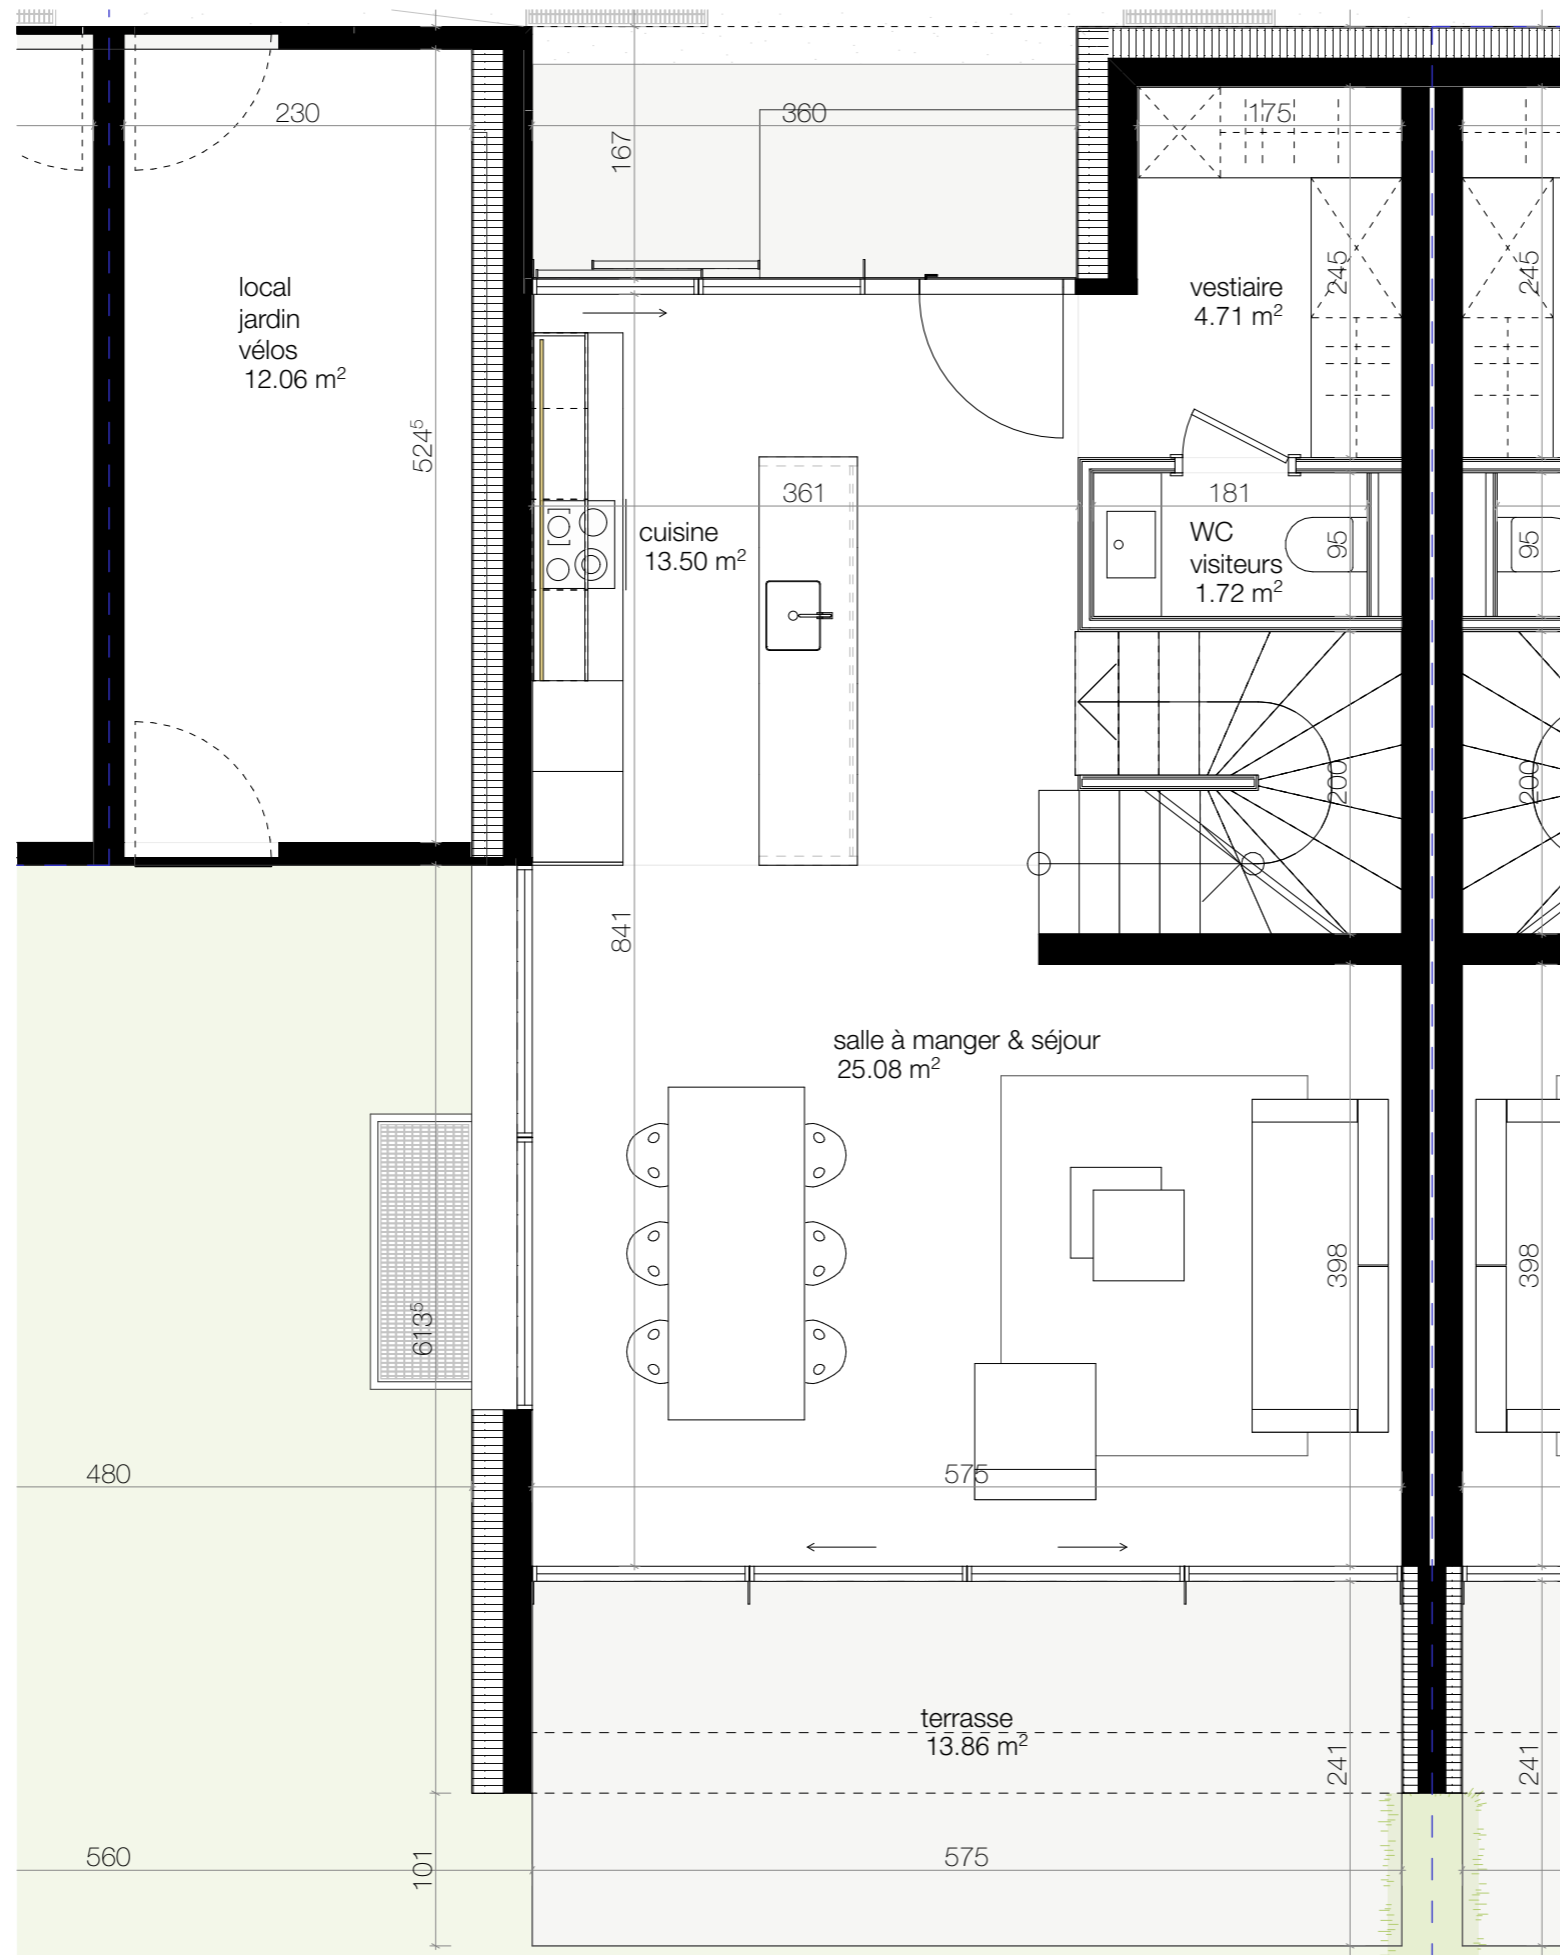 230
360
175
167
245
245
local
jardin
vélos
12.06 m²
vestiaire
4.71 m²
524⁵
361
181
cuisine
13.50 m²
WC
visiteurs
1.72 m²
95
95
200
200
841
salle à manger & séjour
25.08 m²
398
398
613⁵
480
575
terrasse
13.86 m²
241
241
560
101
575